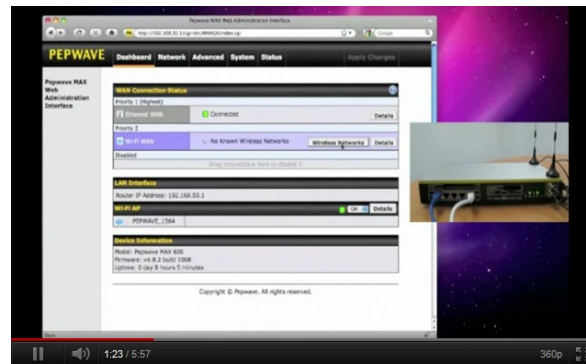 Pepwave MAX Web Administration Interface
Google
PEPWAVE
Dashboard Network Advanced System Status
Apply Changes
Pepwave MAX
Web
Administration
Interface
WAN Connection Status
Priority 1 (Highest)
Ethernet WAN
Connected
Details
Priority 2
Wi-Fi WAN
No Known Wireless Networks
Wireless Networks
Details
Disabled
Drag connections here to disable it
LAN Interface
Router IP Address: 192.168.50.1
Wi-Fi AP
ON
Details
PEPWAVE_1564
Device Information
Model: Pepwave MAX 600
Firmware: v4.8.2 build 1068
Uptime: 0 day 8 hours 5 minutes
Copyright © Pepwave. All rights reserved.
1:23 / 5:57
360p